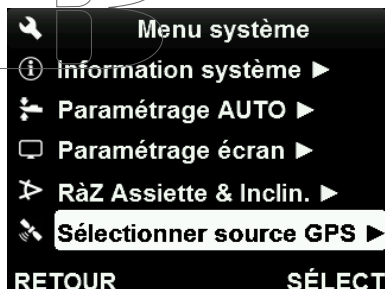 Menu système
Information système ▶
Paramétrage AUTO ▶
Paramétrage écran ▶
RàZ Assiette & Inclin. ▶
Sélectionner source GPS ▶
RETOUR SÉLECT